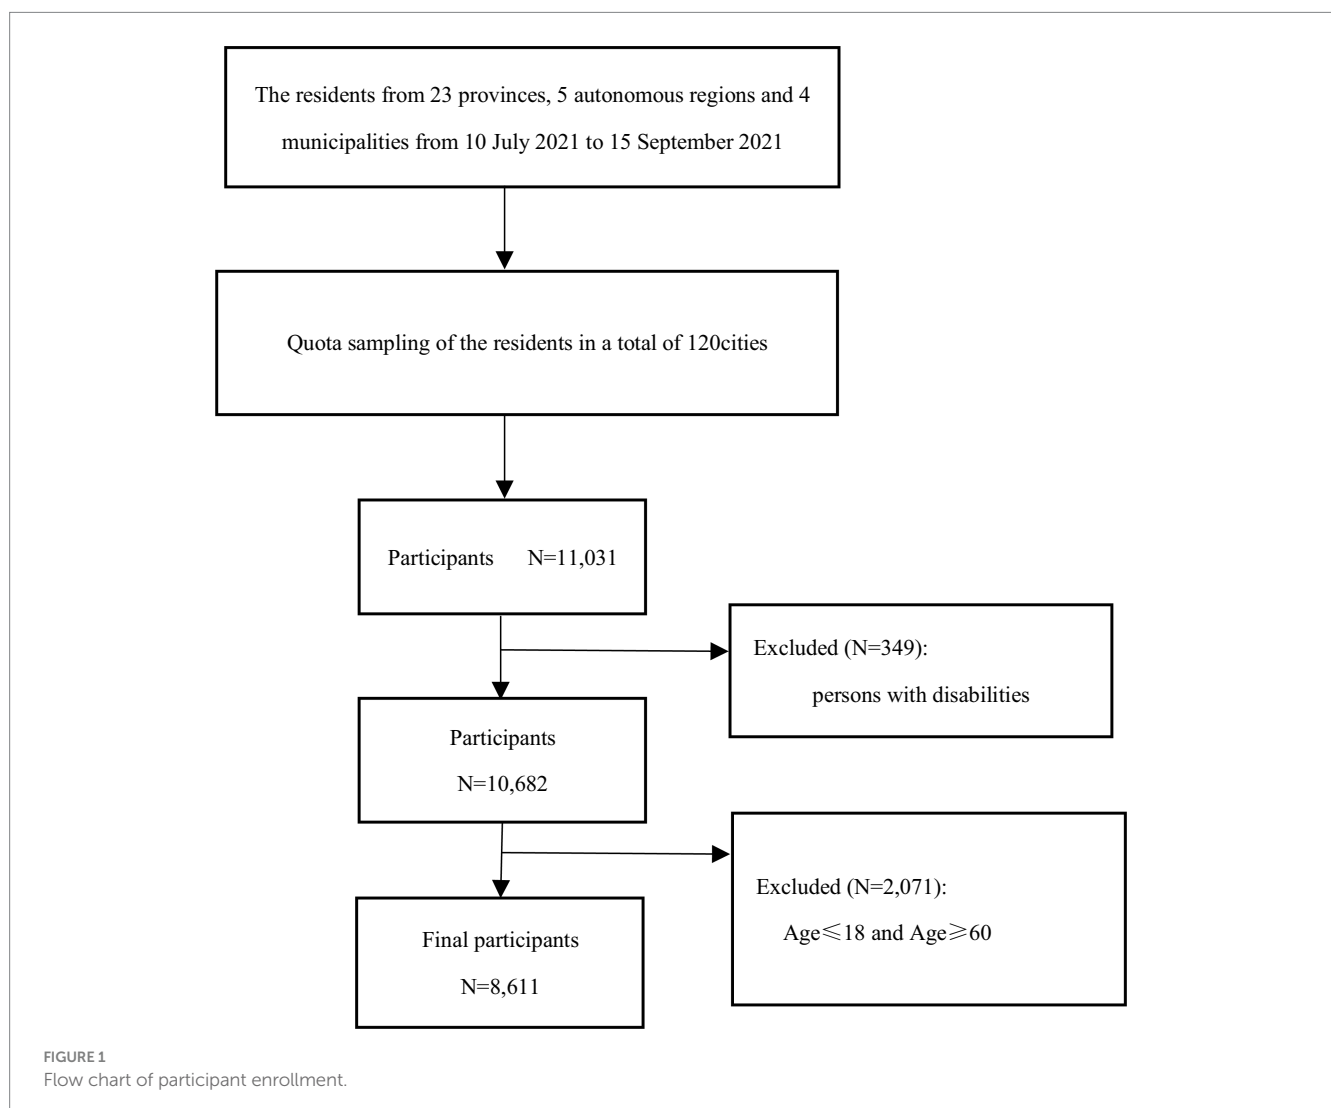 The residents from 23 provinces, 5 autonomous regions and 4
municipalities from 10 July 2021 to 15 September 2021
Quota sampling of the residents in a total of 120cities
Participants N=11,031
Excluded (N=349):
persons with disabilities
Participants
N=10,682
Excluded (N=2,071):
Age≤18 and Age≥60
Final participants
N=8,611
FIGURE 1
Flow chart of participant enrollment.